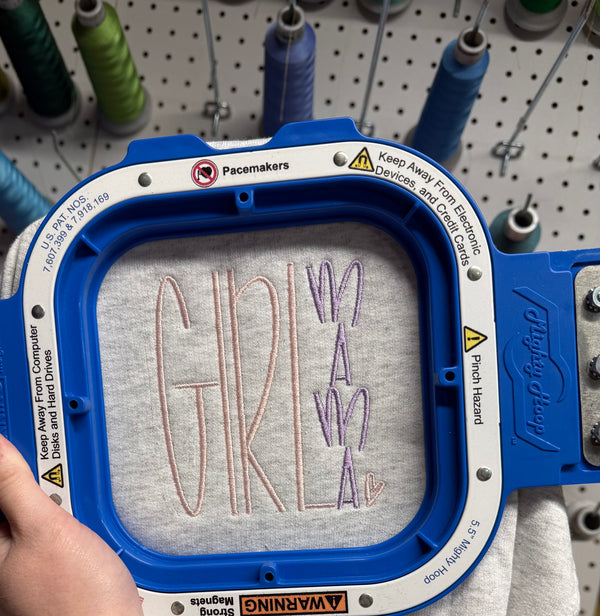 Pacemakers
Keep Away From Electronic
Devices, and Credit Cards
U.S. PAT. NOS.
7,607,399 & 7,918,169
Keep Away From Computer
Disks and Hard Drives
Pinch Hazard
Mighty Hoop
GIRL
MAMA
5.5" Mighty Hoop
WARNING
Strong
Magnets